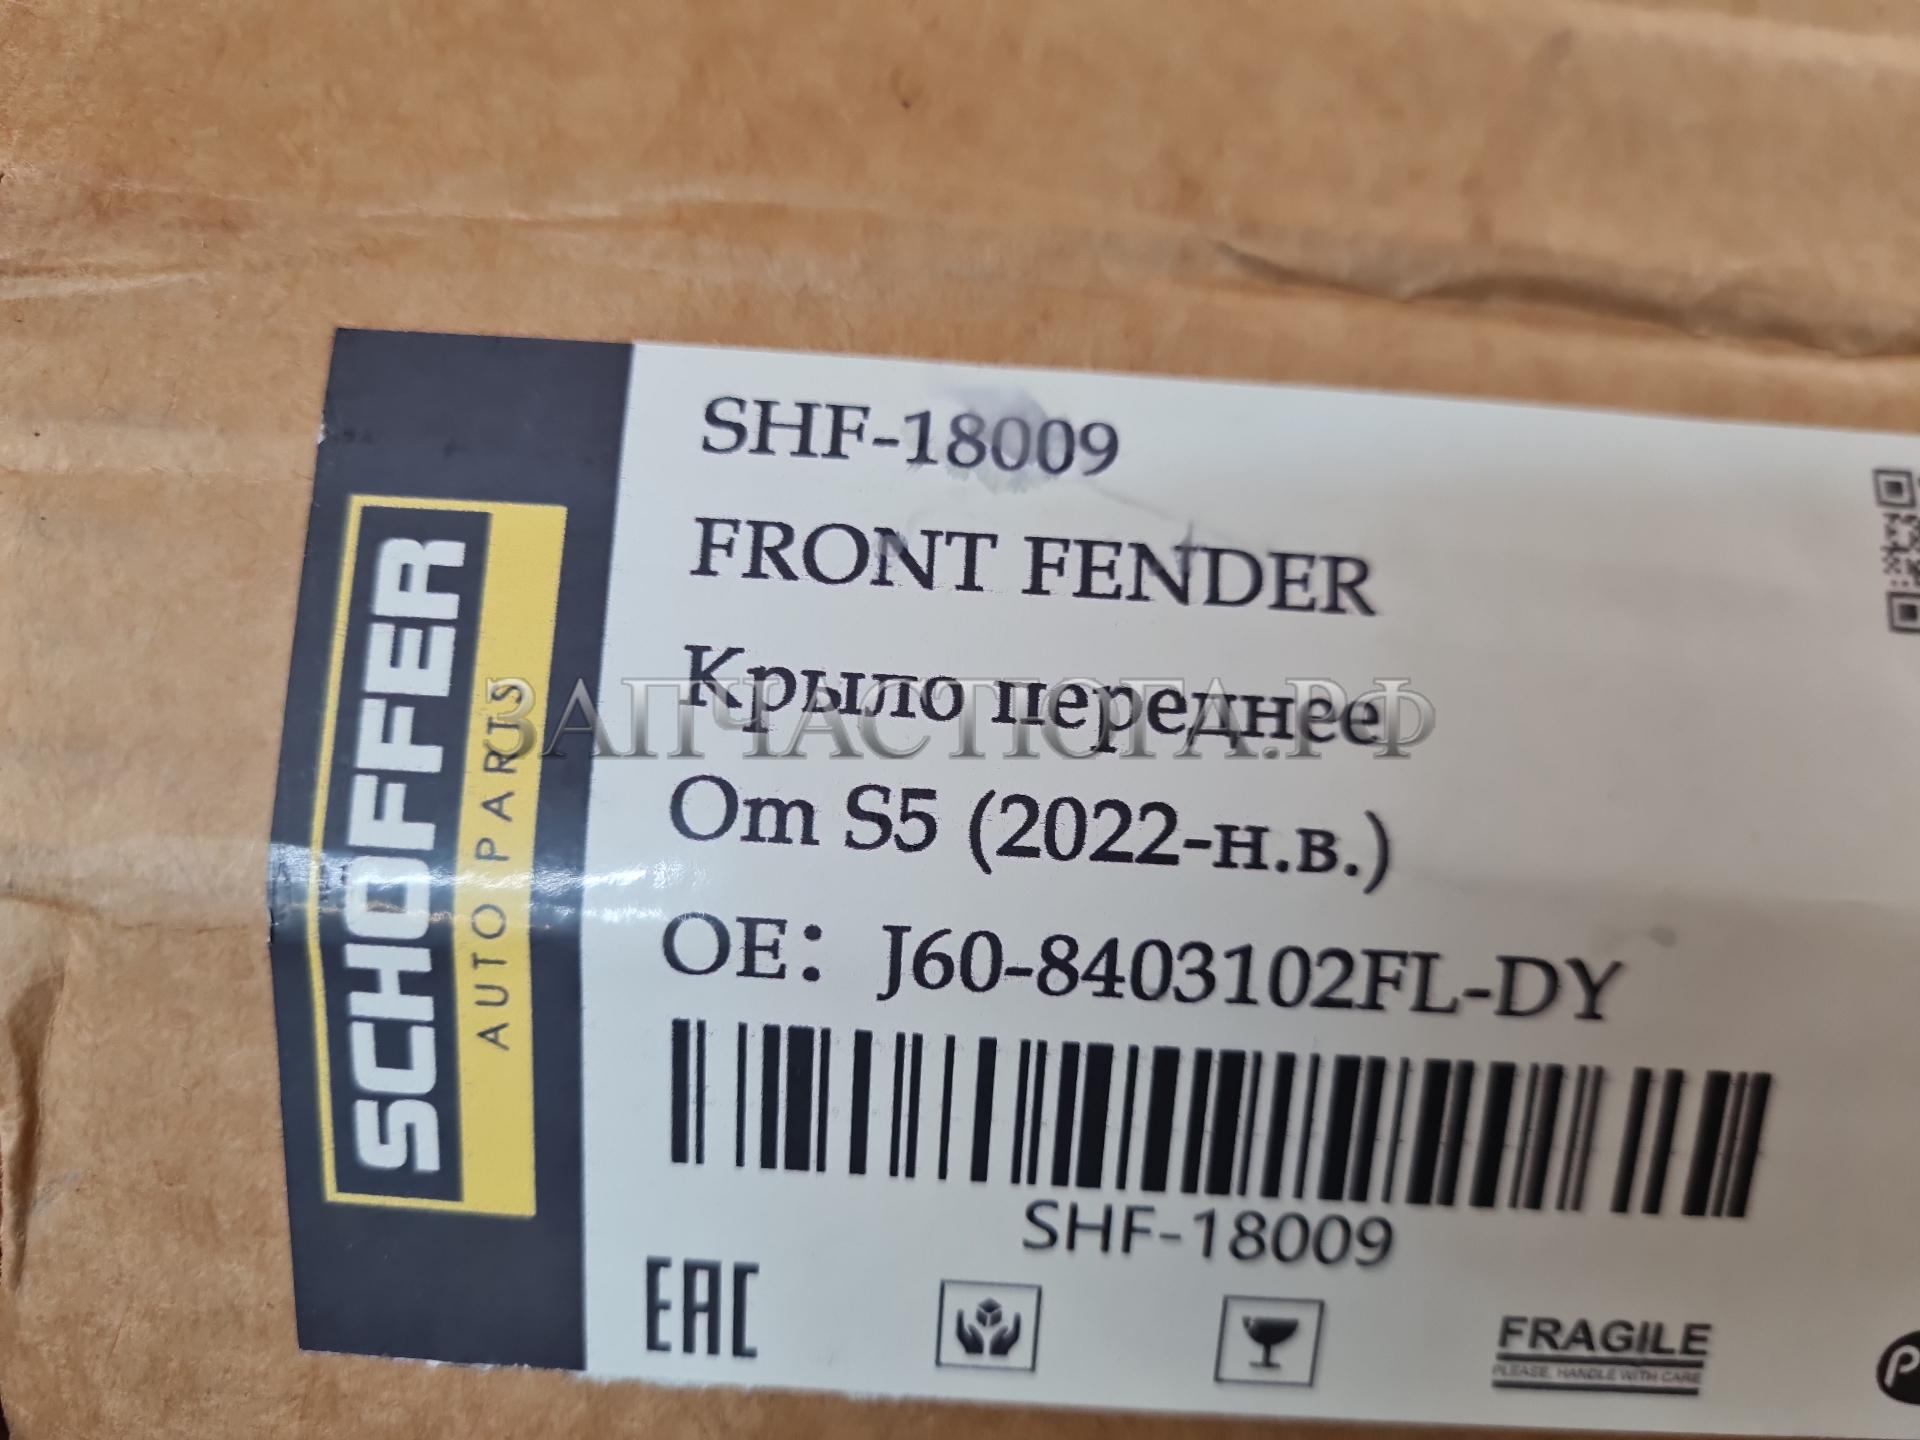 SCHOFFER
AUTO PARTS
SHF-18009
FRONT FENDER
Крыло переднее
От S5 (2022-н.в.)
OE: J60-8403102FL-DY
SHF-18009
EAC
FRAGILE
PLEASE, HANDLE WITH CARE
ЗАПЧАСТЮГА.РФ